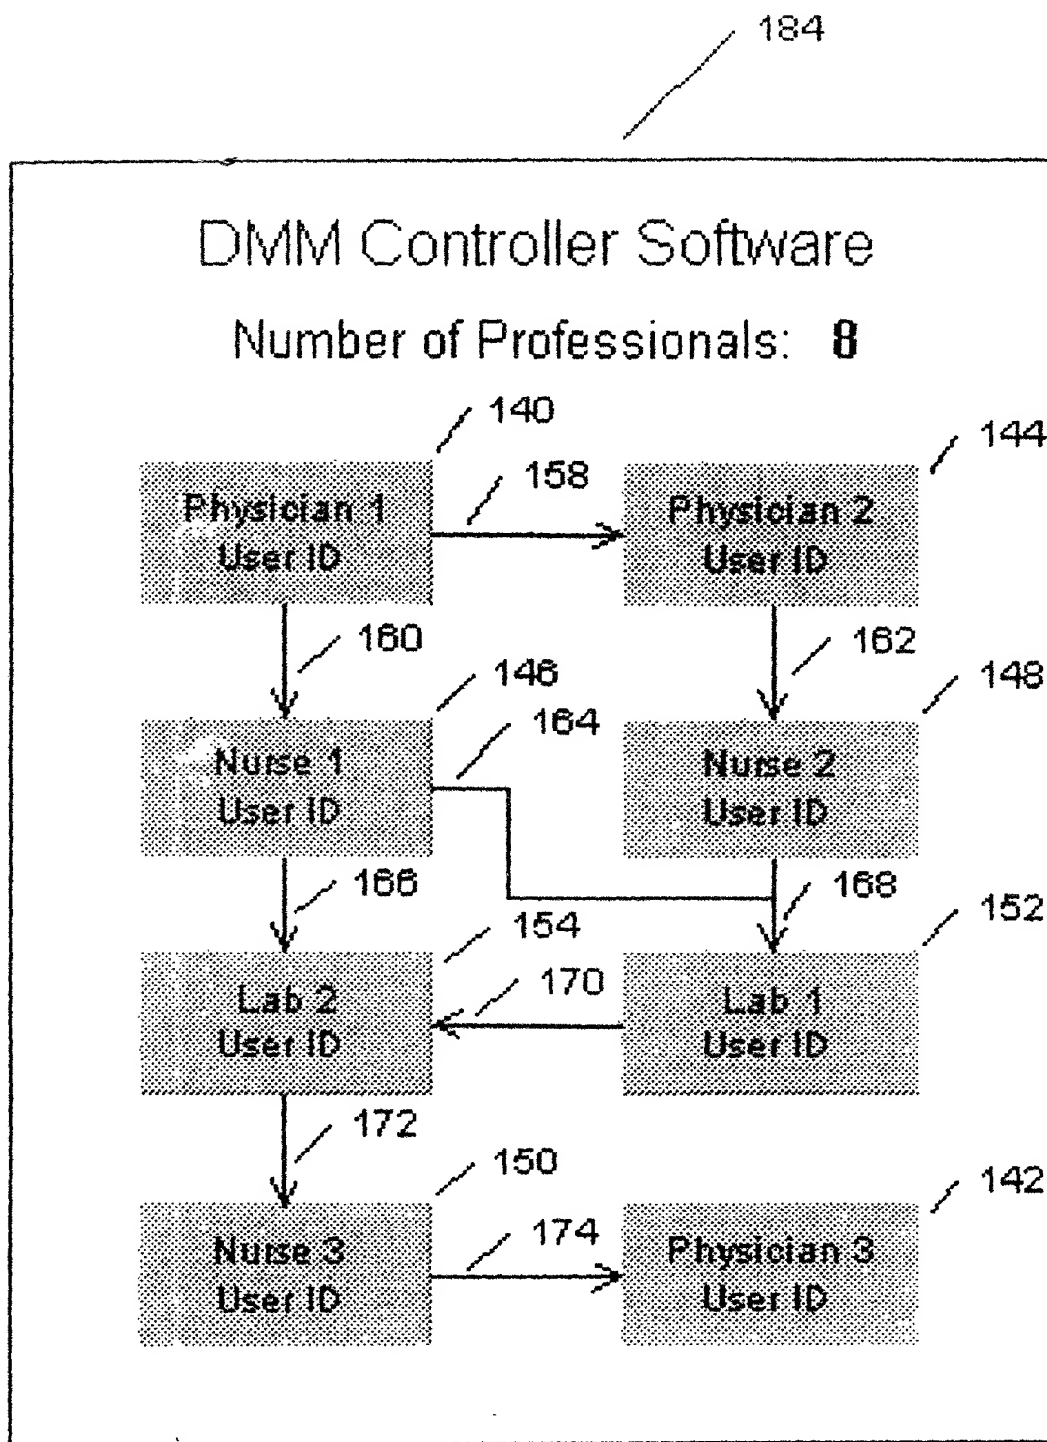 184
DMM Controller Software
Number of Professionals: 8
140
144
158
Physician 1
User ID
Physician 2
User ID
160
162
146
148
164
Nurse 1
User ID
Nurse 2
User ID
166
168
152
154
170
Lab 2
User ID
Lab 1
User ID
172
150
142
174
Nurse 3
User ID
Physician 3
User ID